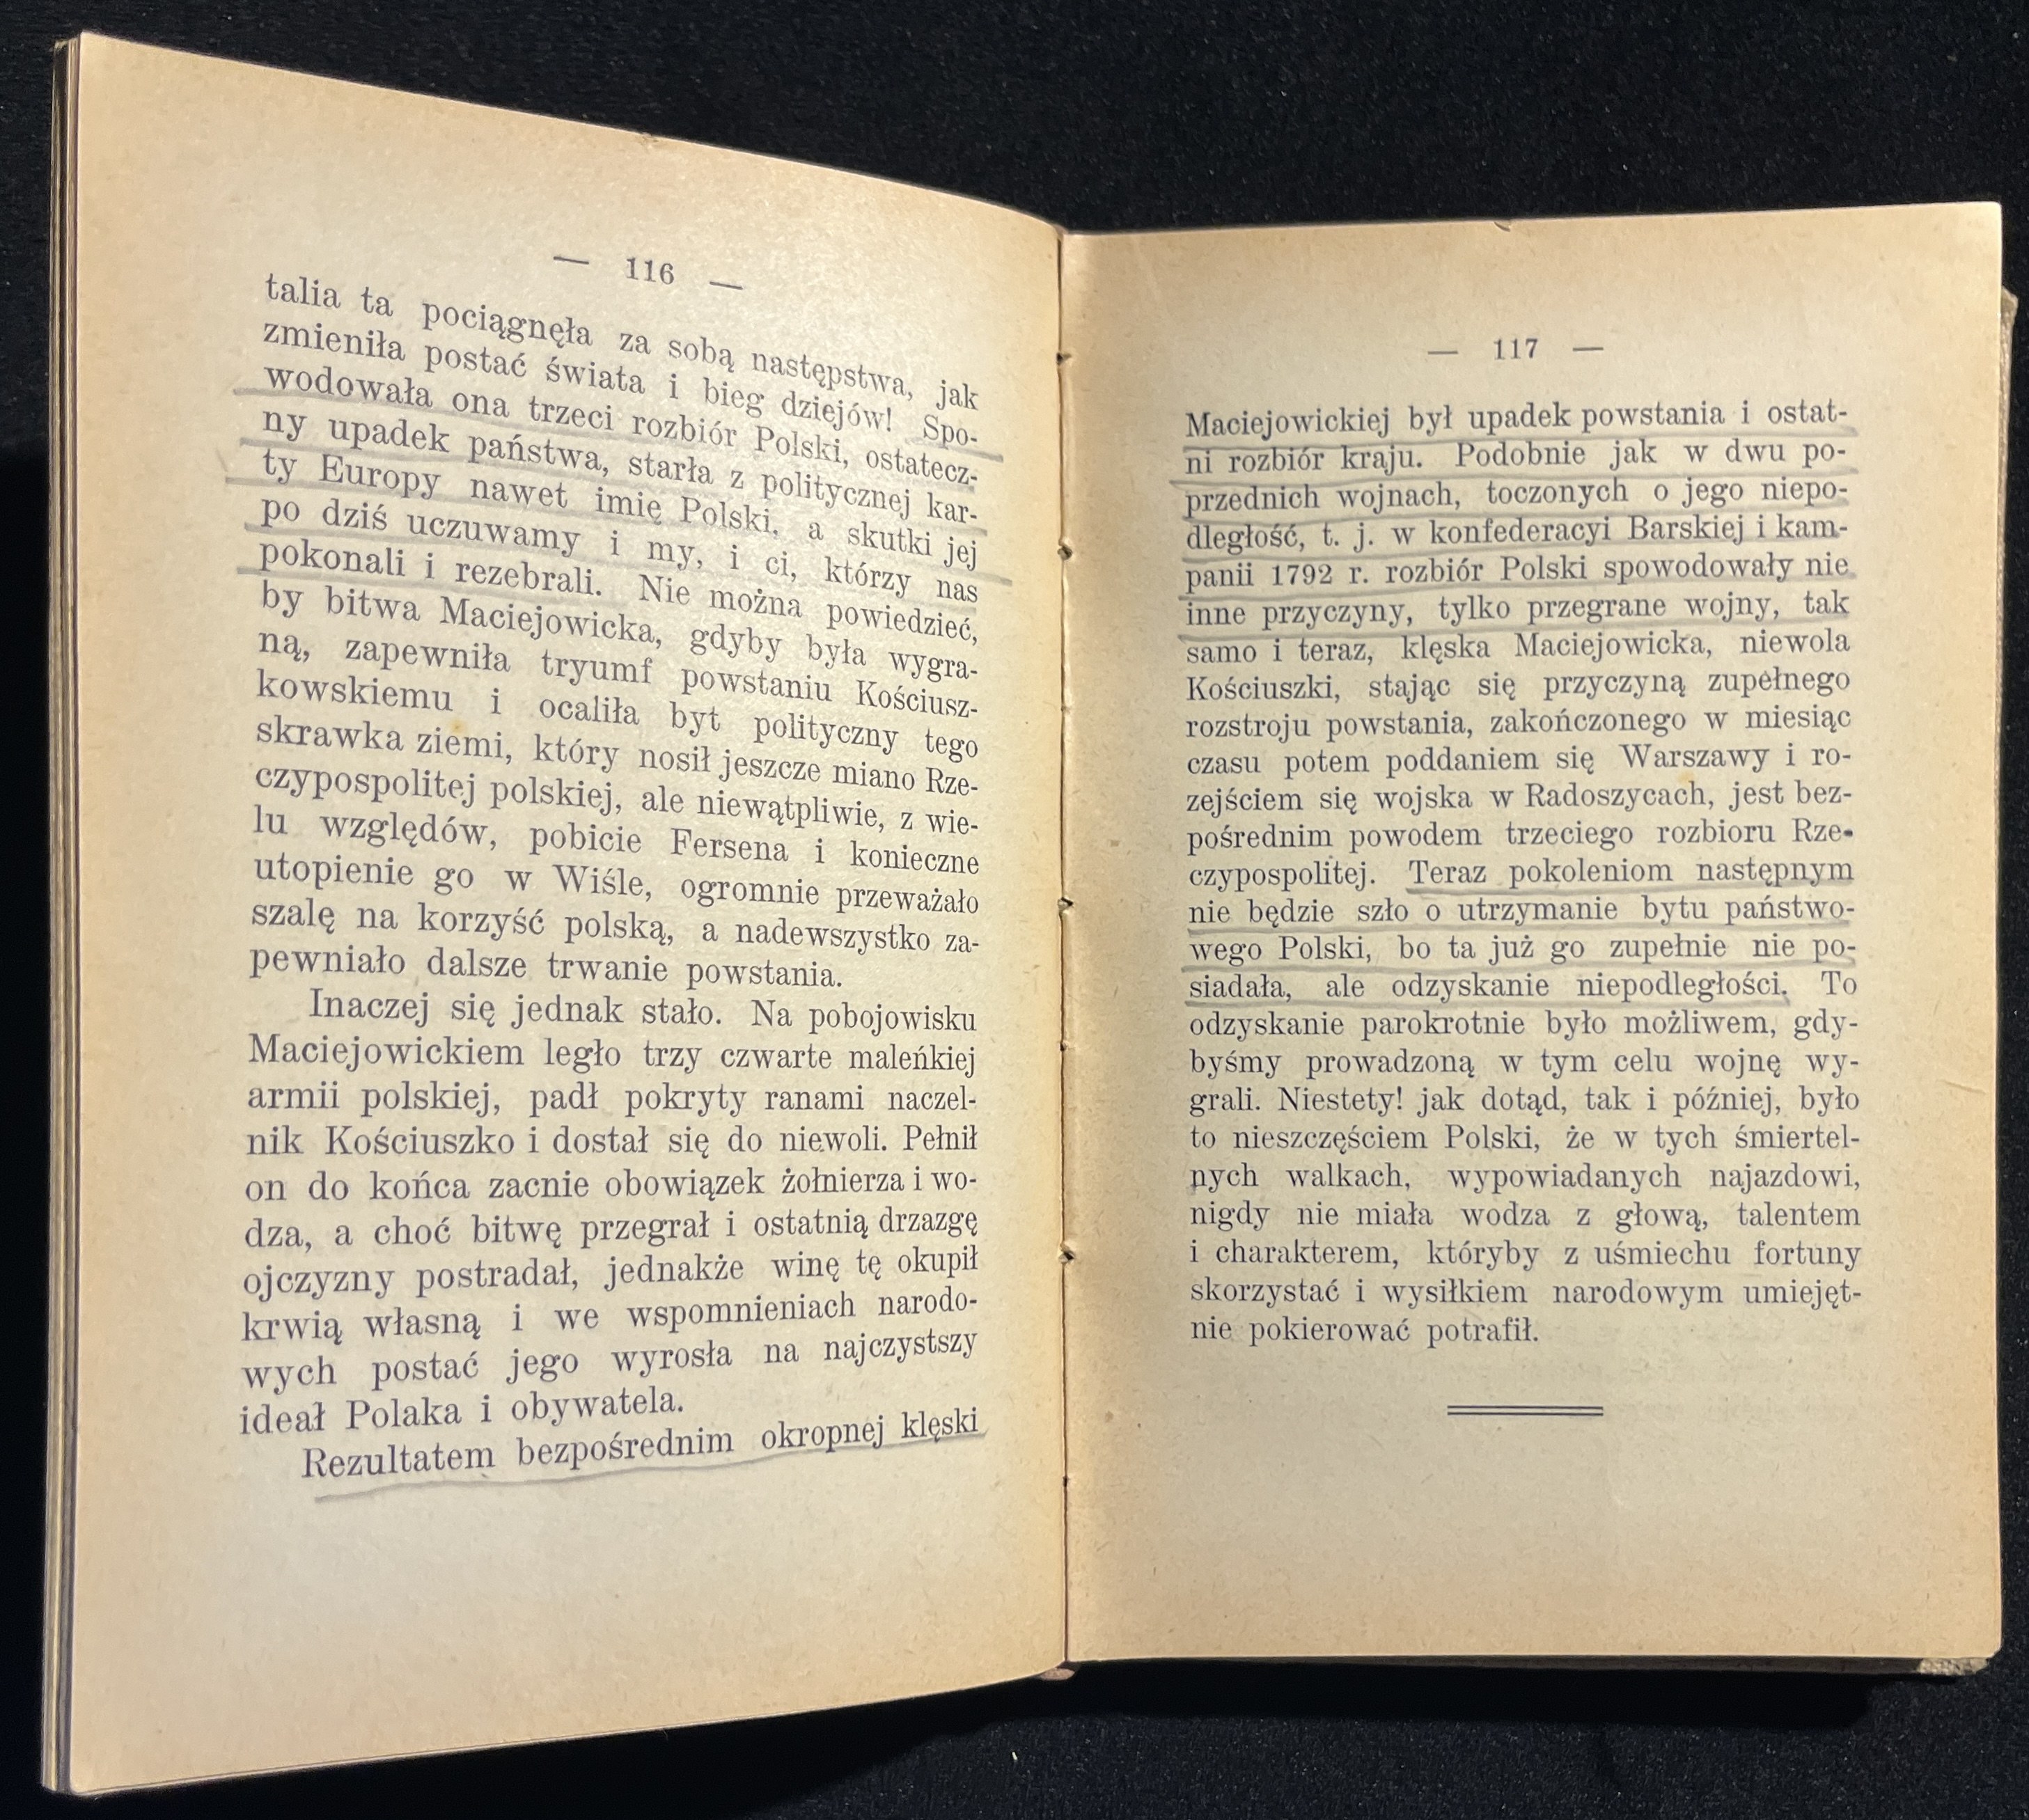 — 116 —
talia ta pociągnęła za sobą następstwa, jak
zmieniła postać świata i bieg dziejów! Spo-
wodowała ona trzeci rozbiór Polski, ostatecz-
ny upadek państwa, starła z politycznej kar-
ty Europy nawet imię Polski, a skutki jej
po dziś uczuwamy i my, i ci, którzy nas
pokonali i rezebrali. Nie można powiedzieć,
by bitwa Maciejowicka, gdyby była wygra-
ną, zapewniła tryumf powstaniu Kościusz-
kowskiemu i ocaliła byt polityczny tego
skrawka ziemi, który nosił jeszcze miano Rze-
czypospolitej polskiej, ale niewątpliwie, z wie-
lu względów, pobicie Fersena i konieczne
utopienie go w Wiśle, ogromnie przeważało
szalę na korzyść polską, a nadewszystko za-
pewniało dalsze trwanie powstania.
Inaczej się jednak stało. Na pobojowisku
Maciejowickiem legło trzy czwarte maleńkiej
armii polskiej, padł pokryty ranami naczel-
nik Kościuszko i dostał się do niewoli. Pełnił
on do końca zacnie obowiązek żołnierza i wo-
dza, a choć bitwę przegrał i ostatnią drzazgę
ojczyzny postradał, jednakże winę tę okupił
krwią własną i we wspomnieniach narodo-
wych postać jego wyrosła na najczystszy
ideał Polaka i obywatela.
Rezultatem bezpośrednim okropnej klęski
— 117 —
Maciejowickiej był upadek powstania i ostat-
ni rozbiór kraju. Podobnie jak w dwu po-
przednich wojnach, toczonych o jego niepo-
dległość, t. j. w konfederacyi Barskiej i kam-
panii 1792 r. rozbiór Polski spowodowały nie
inne przyczyny, tylko przegrane wojny, tak
samo i teraz, klęska Maciejowicka, niewola
Kościuszki, stając się przyczyną zupełnego
rozstroju powstania, zakończonego w miesiąc
czasu potem poddaniem się Warszawy i ro-
zejściem się wojska w Radoszycach, jest bez-
pośrednim powodem trzeciego rozbioru Rze-
czypospolitej. Teraz pokoleniom następnym
nie będzie szło o utrzymanie bytu państwo-
wego Polski, bo ta już go zupełnie nie po-
siadała, ale odzyskanie niepodległości. To
odzyskanie parokrotnie było możliwem, gdy-
byśmy prowadzoną w tym celu wojnę wy-
grali. Niestety! jak dotąd, tak i później, było
to nieszczęściem Polski, że w tych śmiertel-
nych walkach, wypowiadanych najazdowi,
nigdy nie miała wodza z głową, talentem
i charakterem, któryby z uśmiechu fortuny
skorzystać i wysiłkiem narodowym umiejęt-
nie pokierować potrafił.